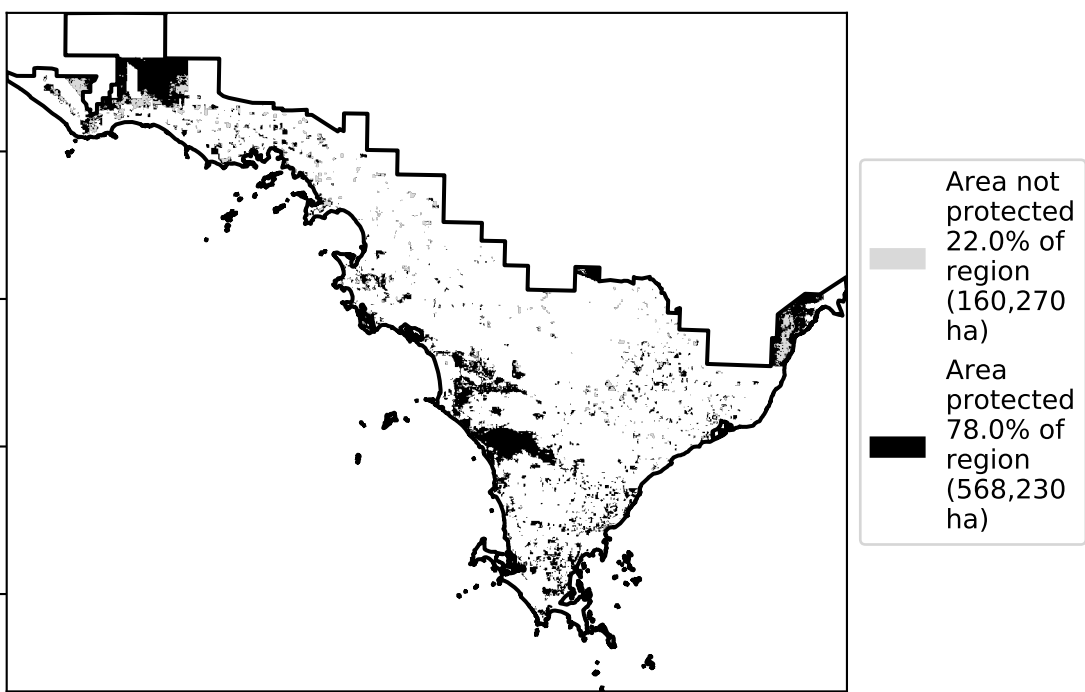 Area not
protected
22.0% of
region
(160,270
ha)
Area
protected
78.0% of
region
(568,230
ha)